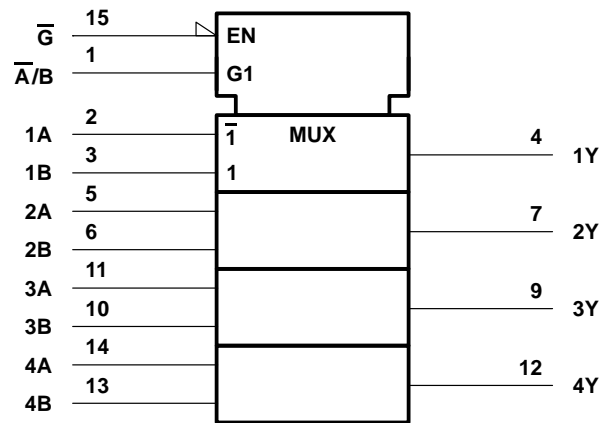 15
G̅ EN
1
A̅/B G1
2
1A 1̅ MUX 4
3 1Y
1B 1
5
2A 7
6 2Y
2B
11
3A 9
10 3Y
3B
14
4A 12
13 4Y
4B